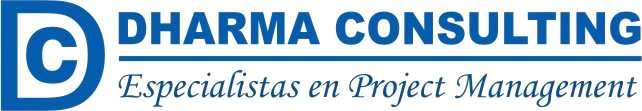 DC
DHARMA CONSULTING
Especialistas en Project Management